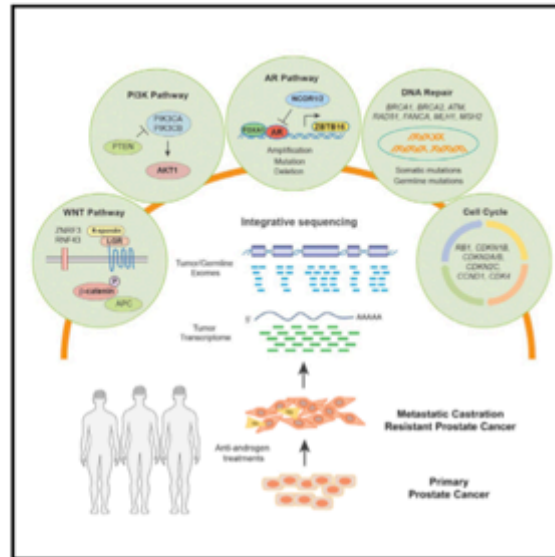 PI3K Pathway
PIK3CA
PIK3CB
PTEN
AKT1
AR Pathway
NCOR1/2
FOXA1
AR
ZBTB16
Amplification
Mutation
Deletion
DNA Repair
BRCA1, BRCA2, ATM,
RAD51, FANCA, MLH1, MSH2
Somatic mutations
Germline mutations
WNT Pathway
ZNRF3
RNF43
R-spondin
LGR
P
β-catenin
APC
Cell Cycle
RB1, CDKN1B,
CDKN2A/B,
CDKN2C,
CCND1, CDK4
Integrative sequencing
Tumor/Germline
Exomes
Tumor
Transcriptome
5'
AAAAA
Anti-androgen
treatments
Metastatic Castration
Resistant Prostate Cancer
Primary
Prostate Cancer